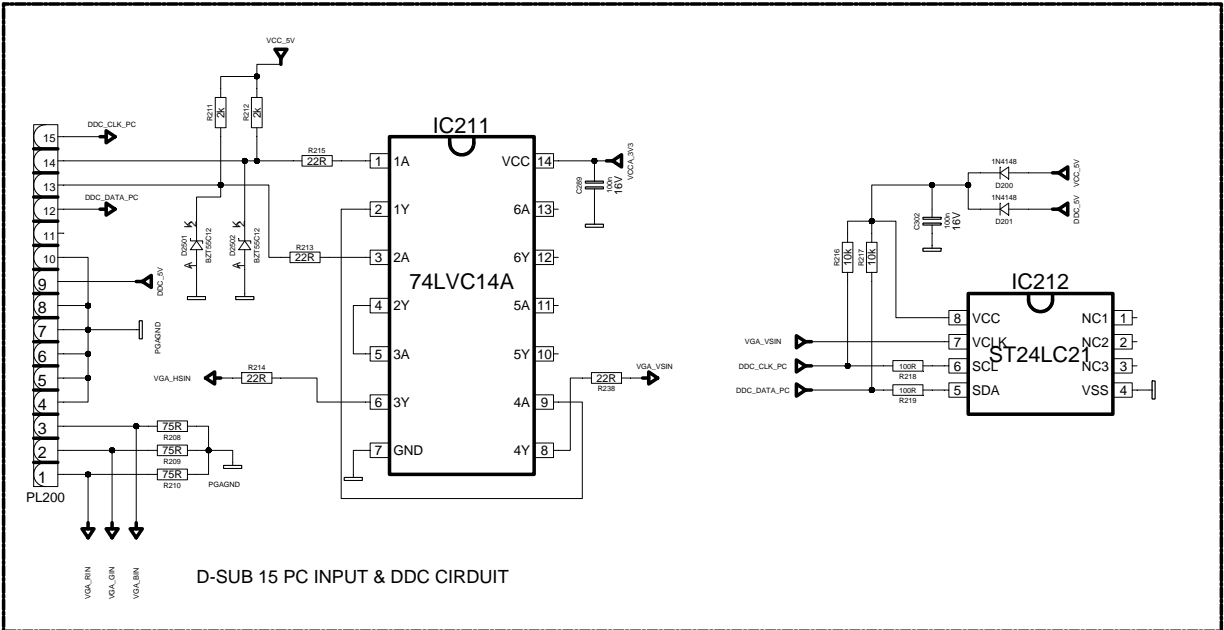 VCC_5V
R211
2k
R212
2k
15
DDC_CLK_PC
14
13
12
DDC_DATA_PC
11
10
9
DDC_5V
8
7
PGAGND
6
5
4
3
2
1
PL200
75R
R208
75R
R209
75R
R210
PGAGND
VGA_RIN
VGA_GIN
VGA_BIN
D2501
BZT55C12
K
A
2
D2502
BZT55C12
K
A
2
R215
22R
R213
22R
VGA_HSIN
R214
22R
IC211
74LVC14A
1 1A
2 1Y
3 2A
4 2Y
5 3A
6 3Y
7 GND
VCC 14
6A 13
6Y 12
5A 11
5Y 10
4A 9
4Y 8
C289
100n
16V
VCCA_3V3
22R
R238
VGA_VSIN
1N4148
D200
VCC_5V
1N4148
D201
DDC_5V
C302
100n
16V
R216
10k
R217
10k
IC212
ST24LC21
8 VCC
7 VCLK
6 SCL
5 SDA
NC1 1
NC2 2
NC3 3
VSS 4
VGA_VSIN
DDC_CLK_PC
100R
R218
DDC_DATA_PC
100R
R219
D-SUB 15 PC INPUT & DDC CIRDUIT